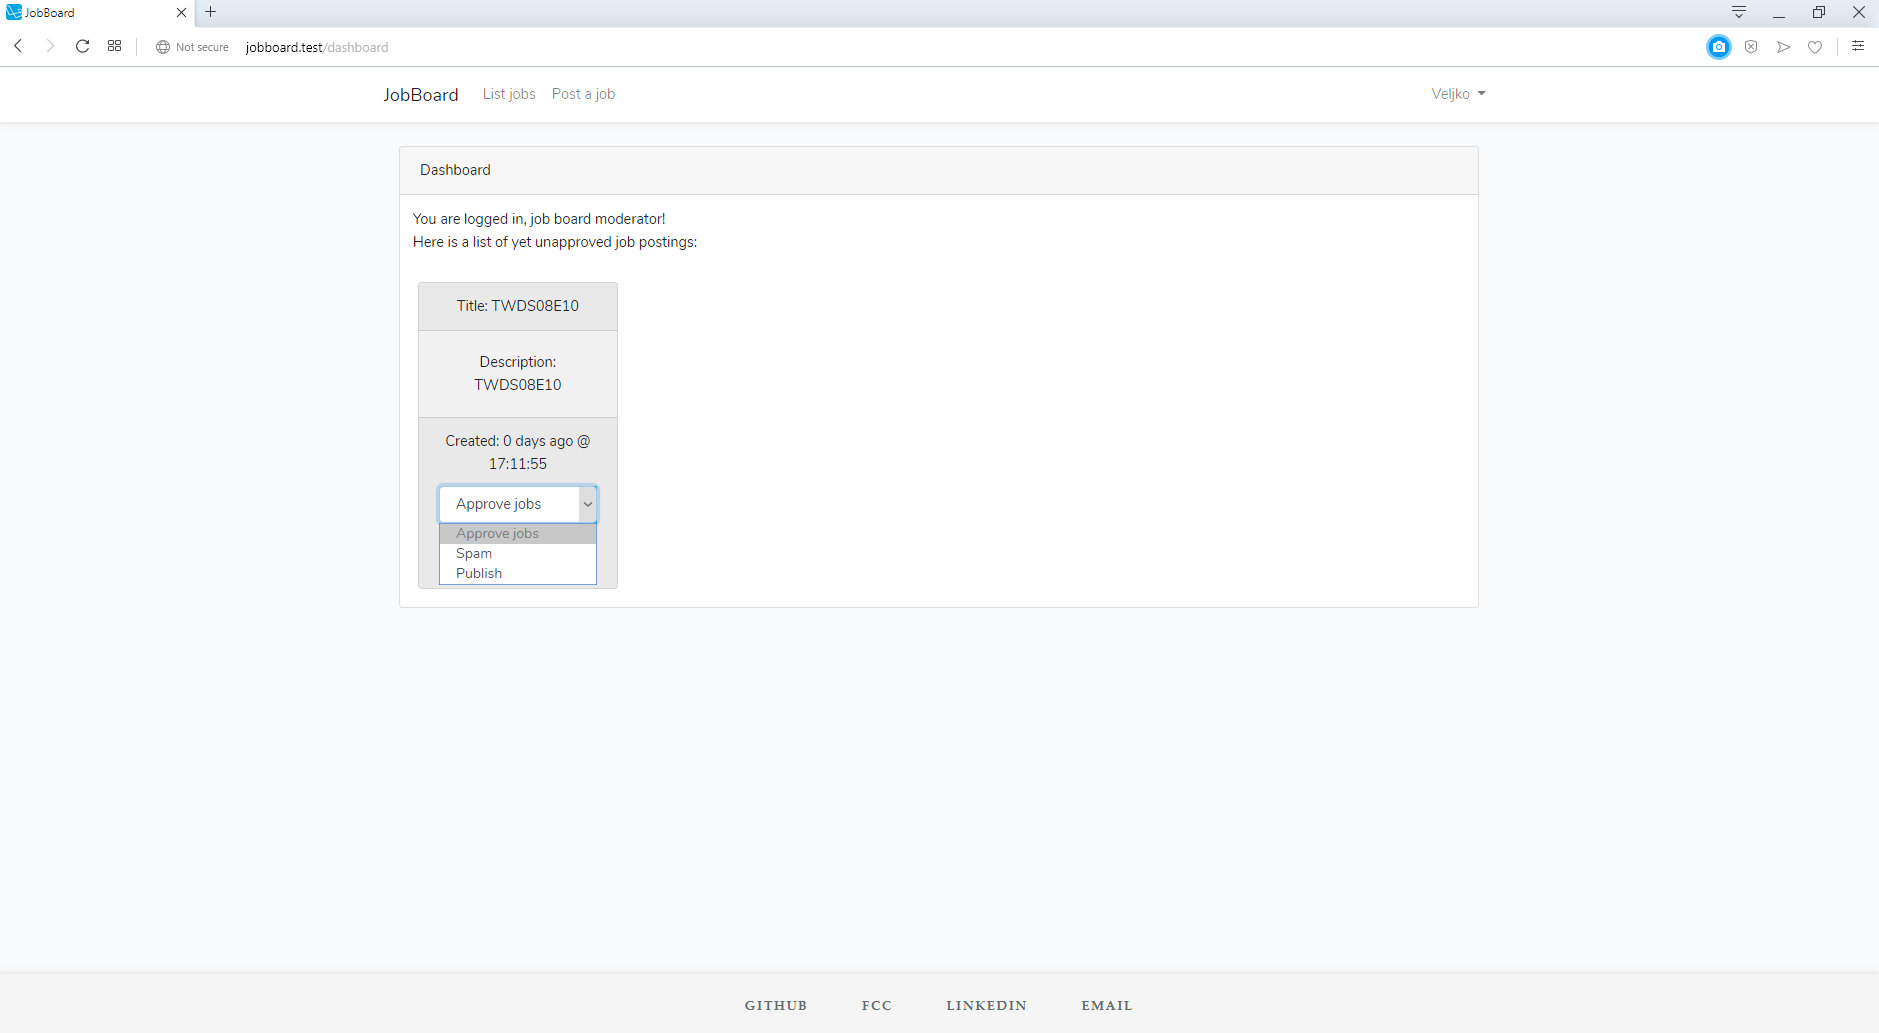 JobBoard
Not secure jobboard.test/dashboard
JobBoard List jobs Post a job Veljko
Dashboard
You are logged in, job board moderator!
Here is a list of yet unapproved job postings:
Title: TWDS08E10
Description:
TWDS08E10
Created: 0 days ago @
17:11:55
Approve jobs
Approve jobs
Spam
Publish
GITHUB FCC LINKEDIN EMAIL